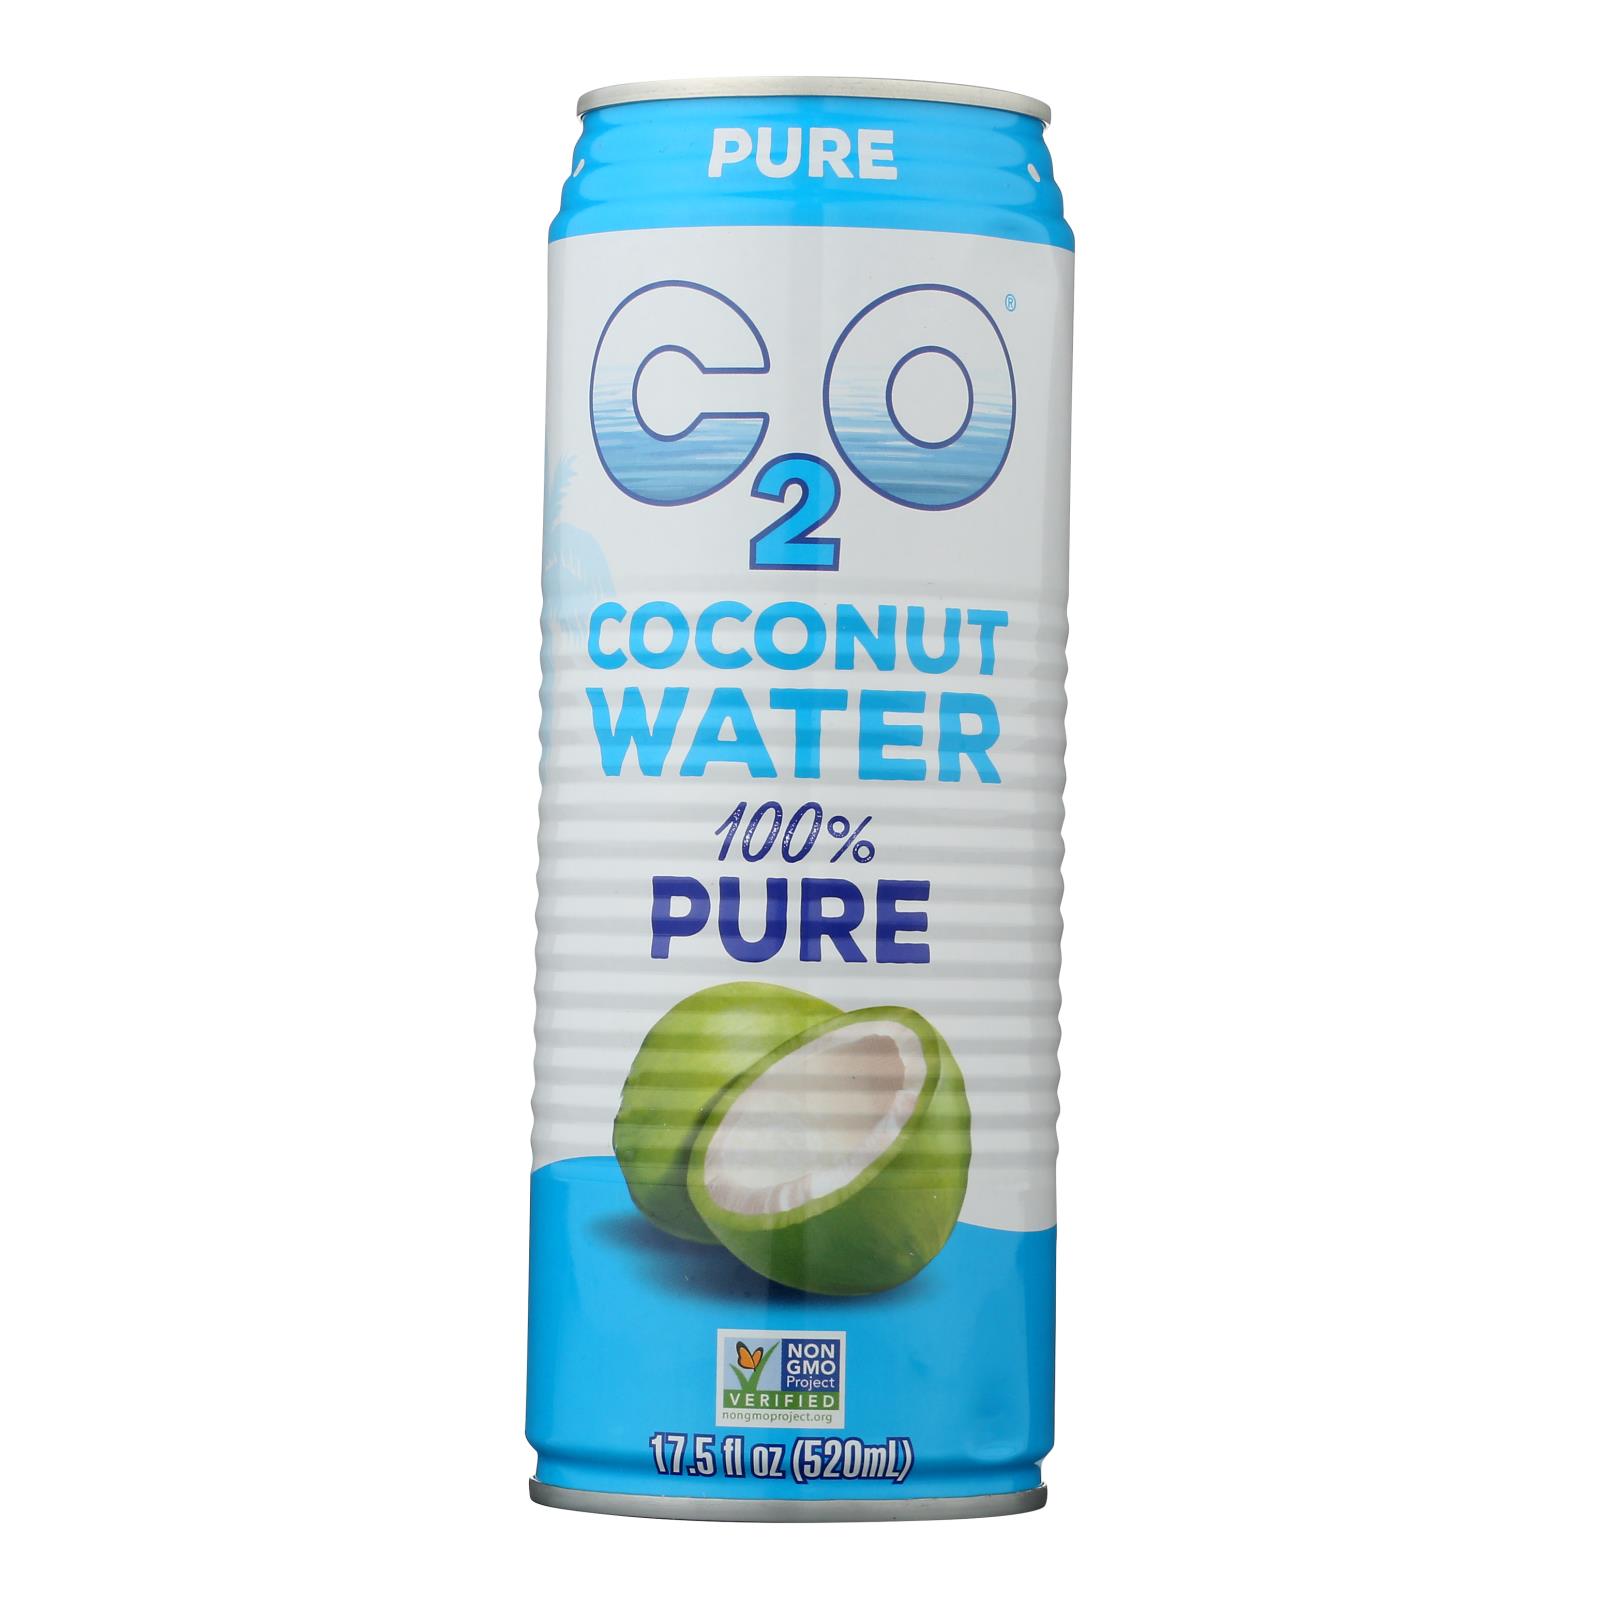 PURE
C2O®
COCONUT
WATER
100%
PURE
NON
GMO
Project
VERIFIED
nongmoproject.org
17.5 fl oz (520mL)